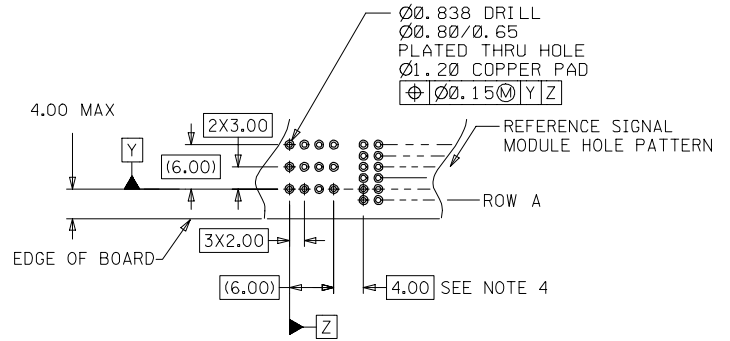 Ø0.838 DRILL
Ø0.80/0.65
PLATED THRU HOLE
Ø1.20 COPPER PAD
⌖ Ø0.15Ⓜ Y Z
4.00 MAX
2X3.00
Y
(6.00)
REFERENCE SIGNAL
MODULE HOLE PATTERN
ROW A
3X2.00
EDGE OF BOARD
(6.00)
4.00 SEE NOTE 4
Z